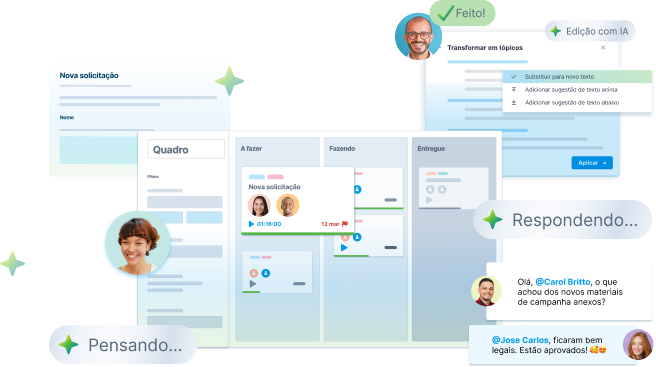 Feito!
Edição com IA
Transformar em tópicos
Substituir para novo texto
Adicionar sugestão de texto acima
Adicionar sugestão de texto abaixo
Aplicar
Nova solicitação
Nome
Quadro
Filtros
A fazer
Fazendo
Entregue
Nova solicitação
01:16:00
12 mar
Respondendo...
Olá, @Carol Britto, o que
achou dos novos materiais
de campanha anexos?
@Jose Carlos, ficaram bem
legais. Estão aprovados! 🥰😍
Pensando...